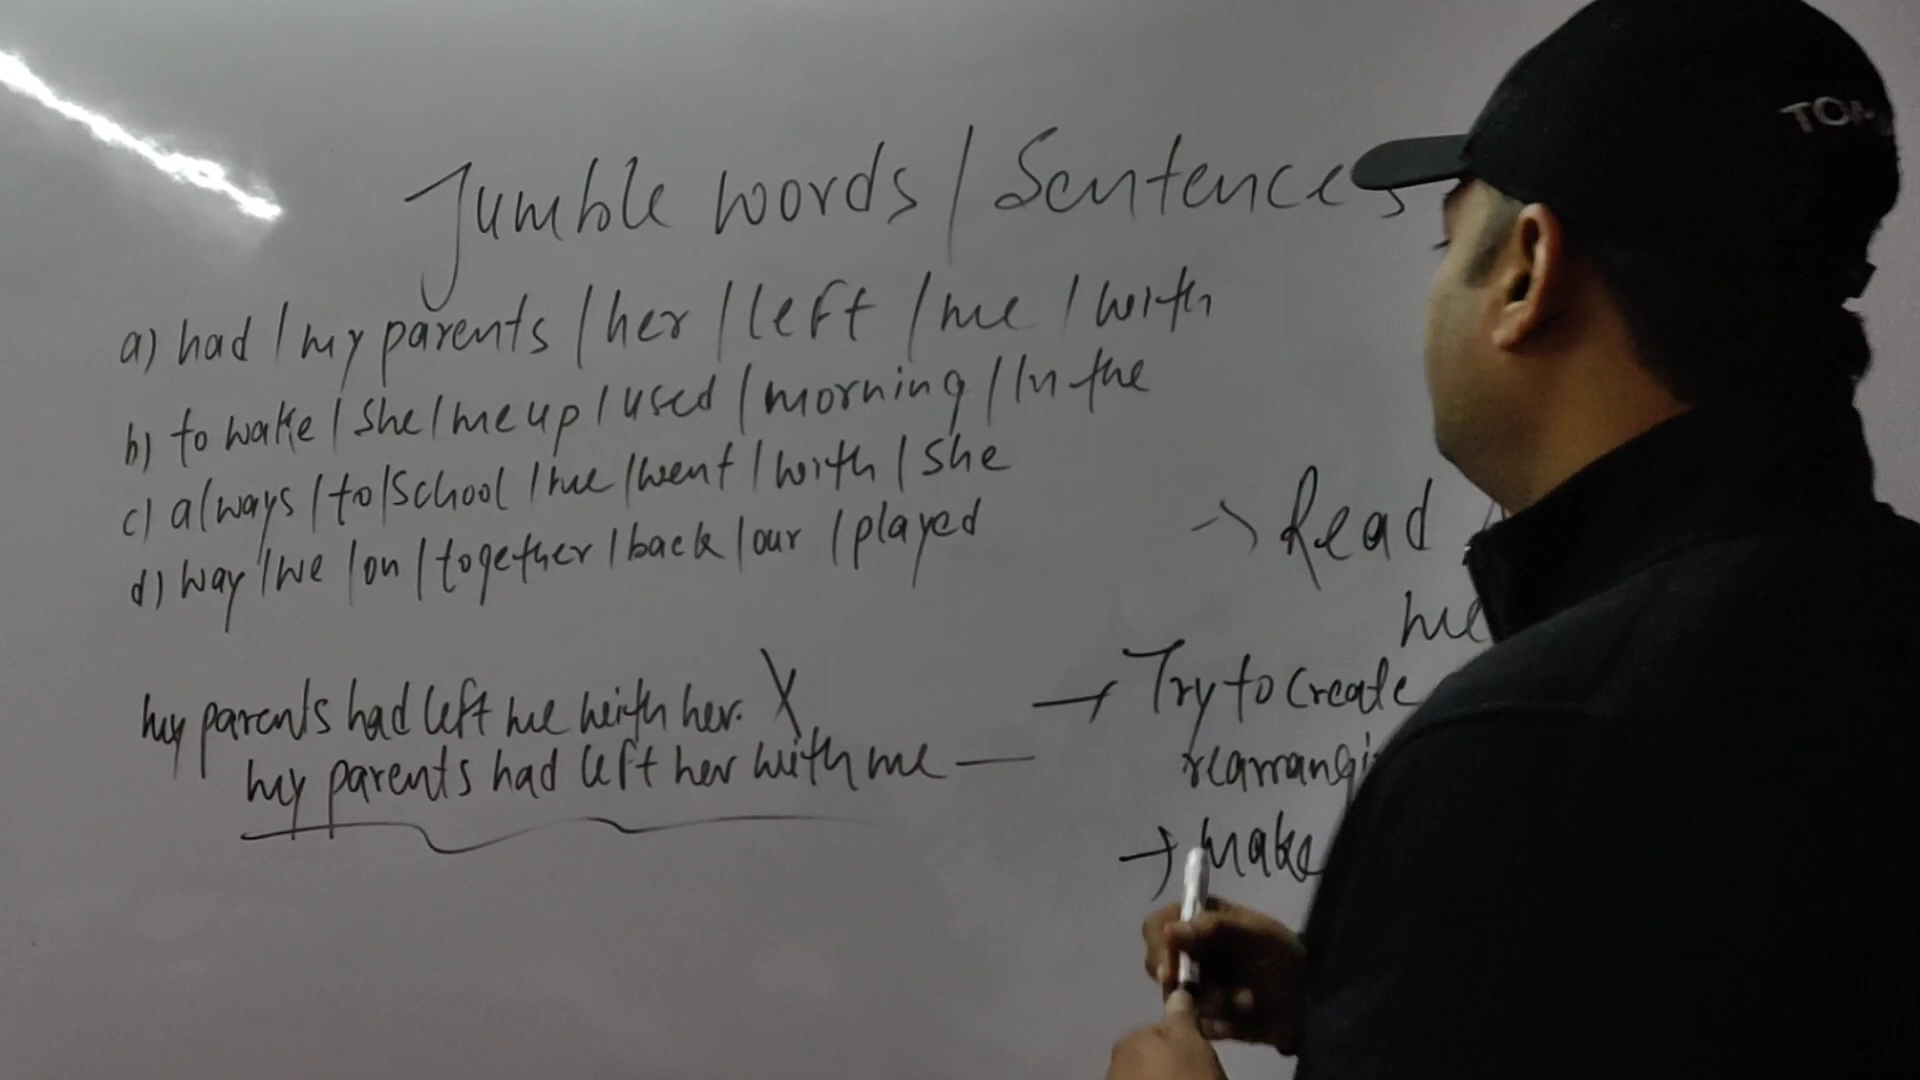 Jumble words / Sentences
a) had / my parents / her / left / me / with
b) to wake / she / me up / used / morning / In the
c) always / to / school / me / went / with / she
d) way / we / on / together / back / our / played
my parents had left me with her. X
my parents had left her with me —
→ Read
→ Try to create
rearrangi
→ make